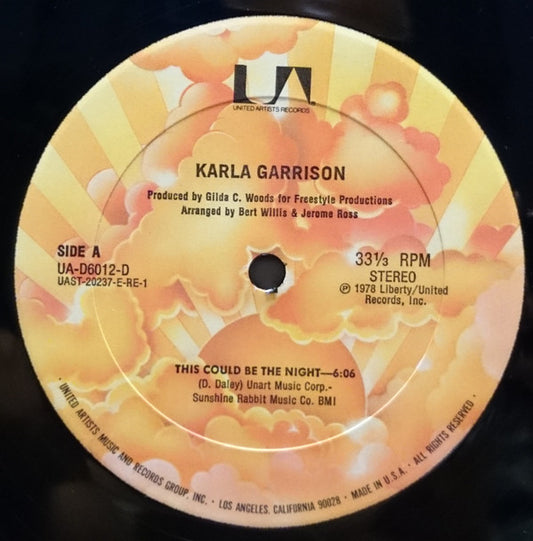 UA
UNITED ARTISTS RECORDS
KARLA GARRISON
Produced by Gilda C. Woods for Freestyle Productions
Arranged by Bert Willis & Jerome Ross
SIDE A
UA-D6012-D
UAST-20237-E-RE-1
33⅓ RPM
STEREO
℗ 1978 Liberty/United
Records, Inc.
THIS COULD BE THE NIGHT—6:06
(D. Daley) Unart Music Corp.-
Sunshine Rabbit Music Co. BMI
· UNITED ARTISTS MUSIC AND RECORDS GROUP, INC. · LOS ANGELES, CALIFORNIA 90028 · MADE IN U.S.A. · ALL RIGHTS RESERVED ·